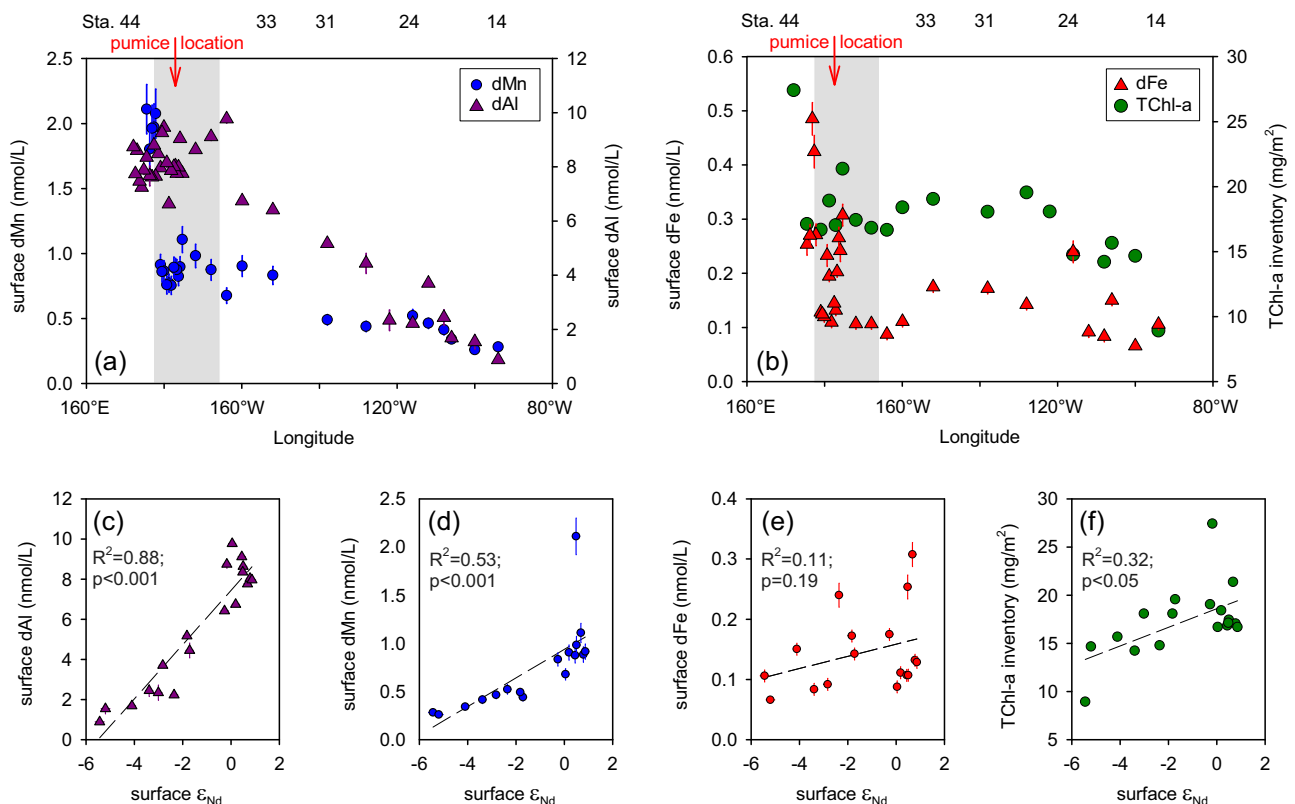 Sta. 44 33 31 24 14
pumice location
2.5
2.0
1.5
1.0
0.5
0.0
surface dMn (nmol/L)
12
10
8
6
4
2
0
surface dAl (nmol/L)
dMn
dAl
(a)
160°E 160°W 120°W 80°W
Longitude
Sta. 44 33 31 24 14
pumice location
0.6
0.5
0.4
0.3
0.2
0.1
0.0
surface dFe (nmol/L)
30
25
20
15
10
5
TChl-a inventory (mg/m²)
dFe
TChl-a
(b)
160°E 160°W 120°W 80°W
Longitude
(c)
R²=0.88;
p<0.001
12
10
8
6
4
2
0
surface dAl (nmol/L)
-6 -4 -2 0 2
surface εNd
(d)
R²=0.53;
p<0.001
2.5
2.0
1.5
1.0
0.5
0.0
surface dMn (nmol/L)
-6 -4 -2 0 2
surface εNd
(e)
R²=0.11;
p=0.19
0.4
0.3
0.2
0.1
0.0
surface dFe (nmol/L)
-6 -4 -2 0 2
surface εNd
(f)
R²=0.32;
p<0.05
30
25
20
15
10
5
TChl-a inventory (mg/m²)
-6 -4 -2 0 2
surface εNd